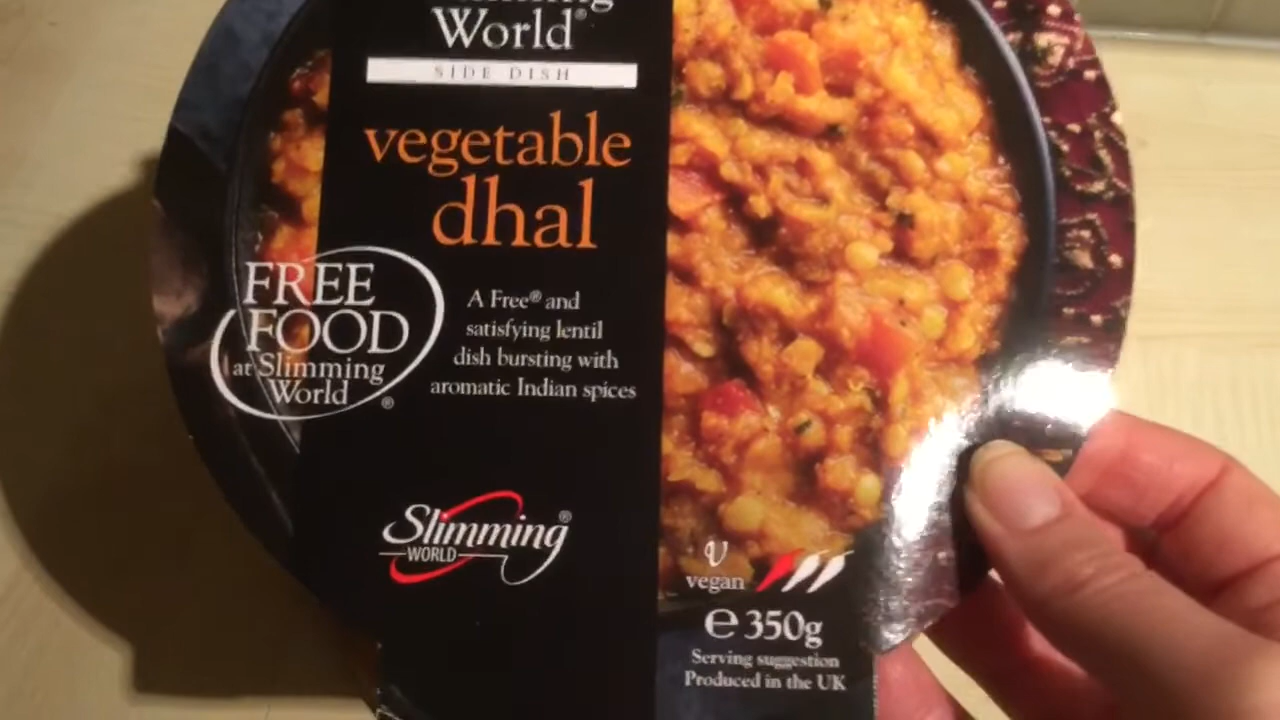 World®
SIDE DISH
vegetable
dhal
FREE
FOOD
at Slimming
World ®
A Free® and
satisfying lentil
dish bursting with
aromatic Indian spices
Slimming®
WORLD
V
vegan
℮ 350g
Serving suggestion
Produced in the UK